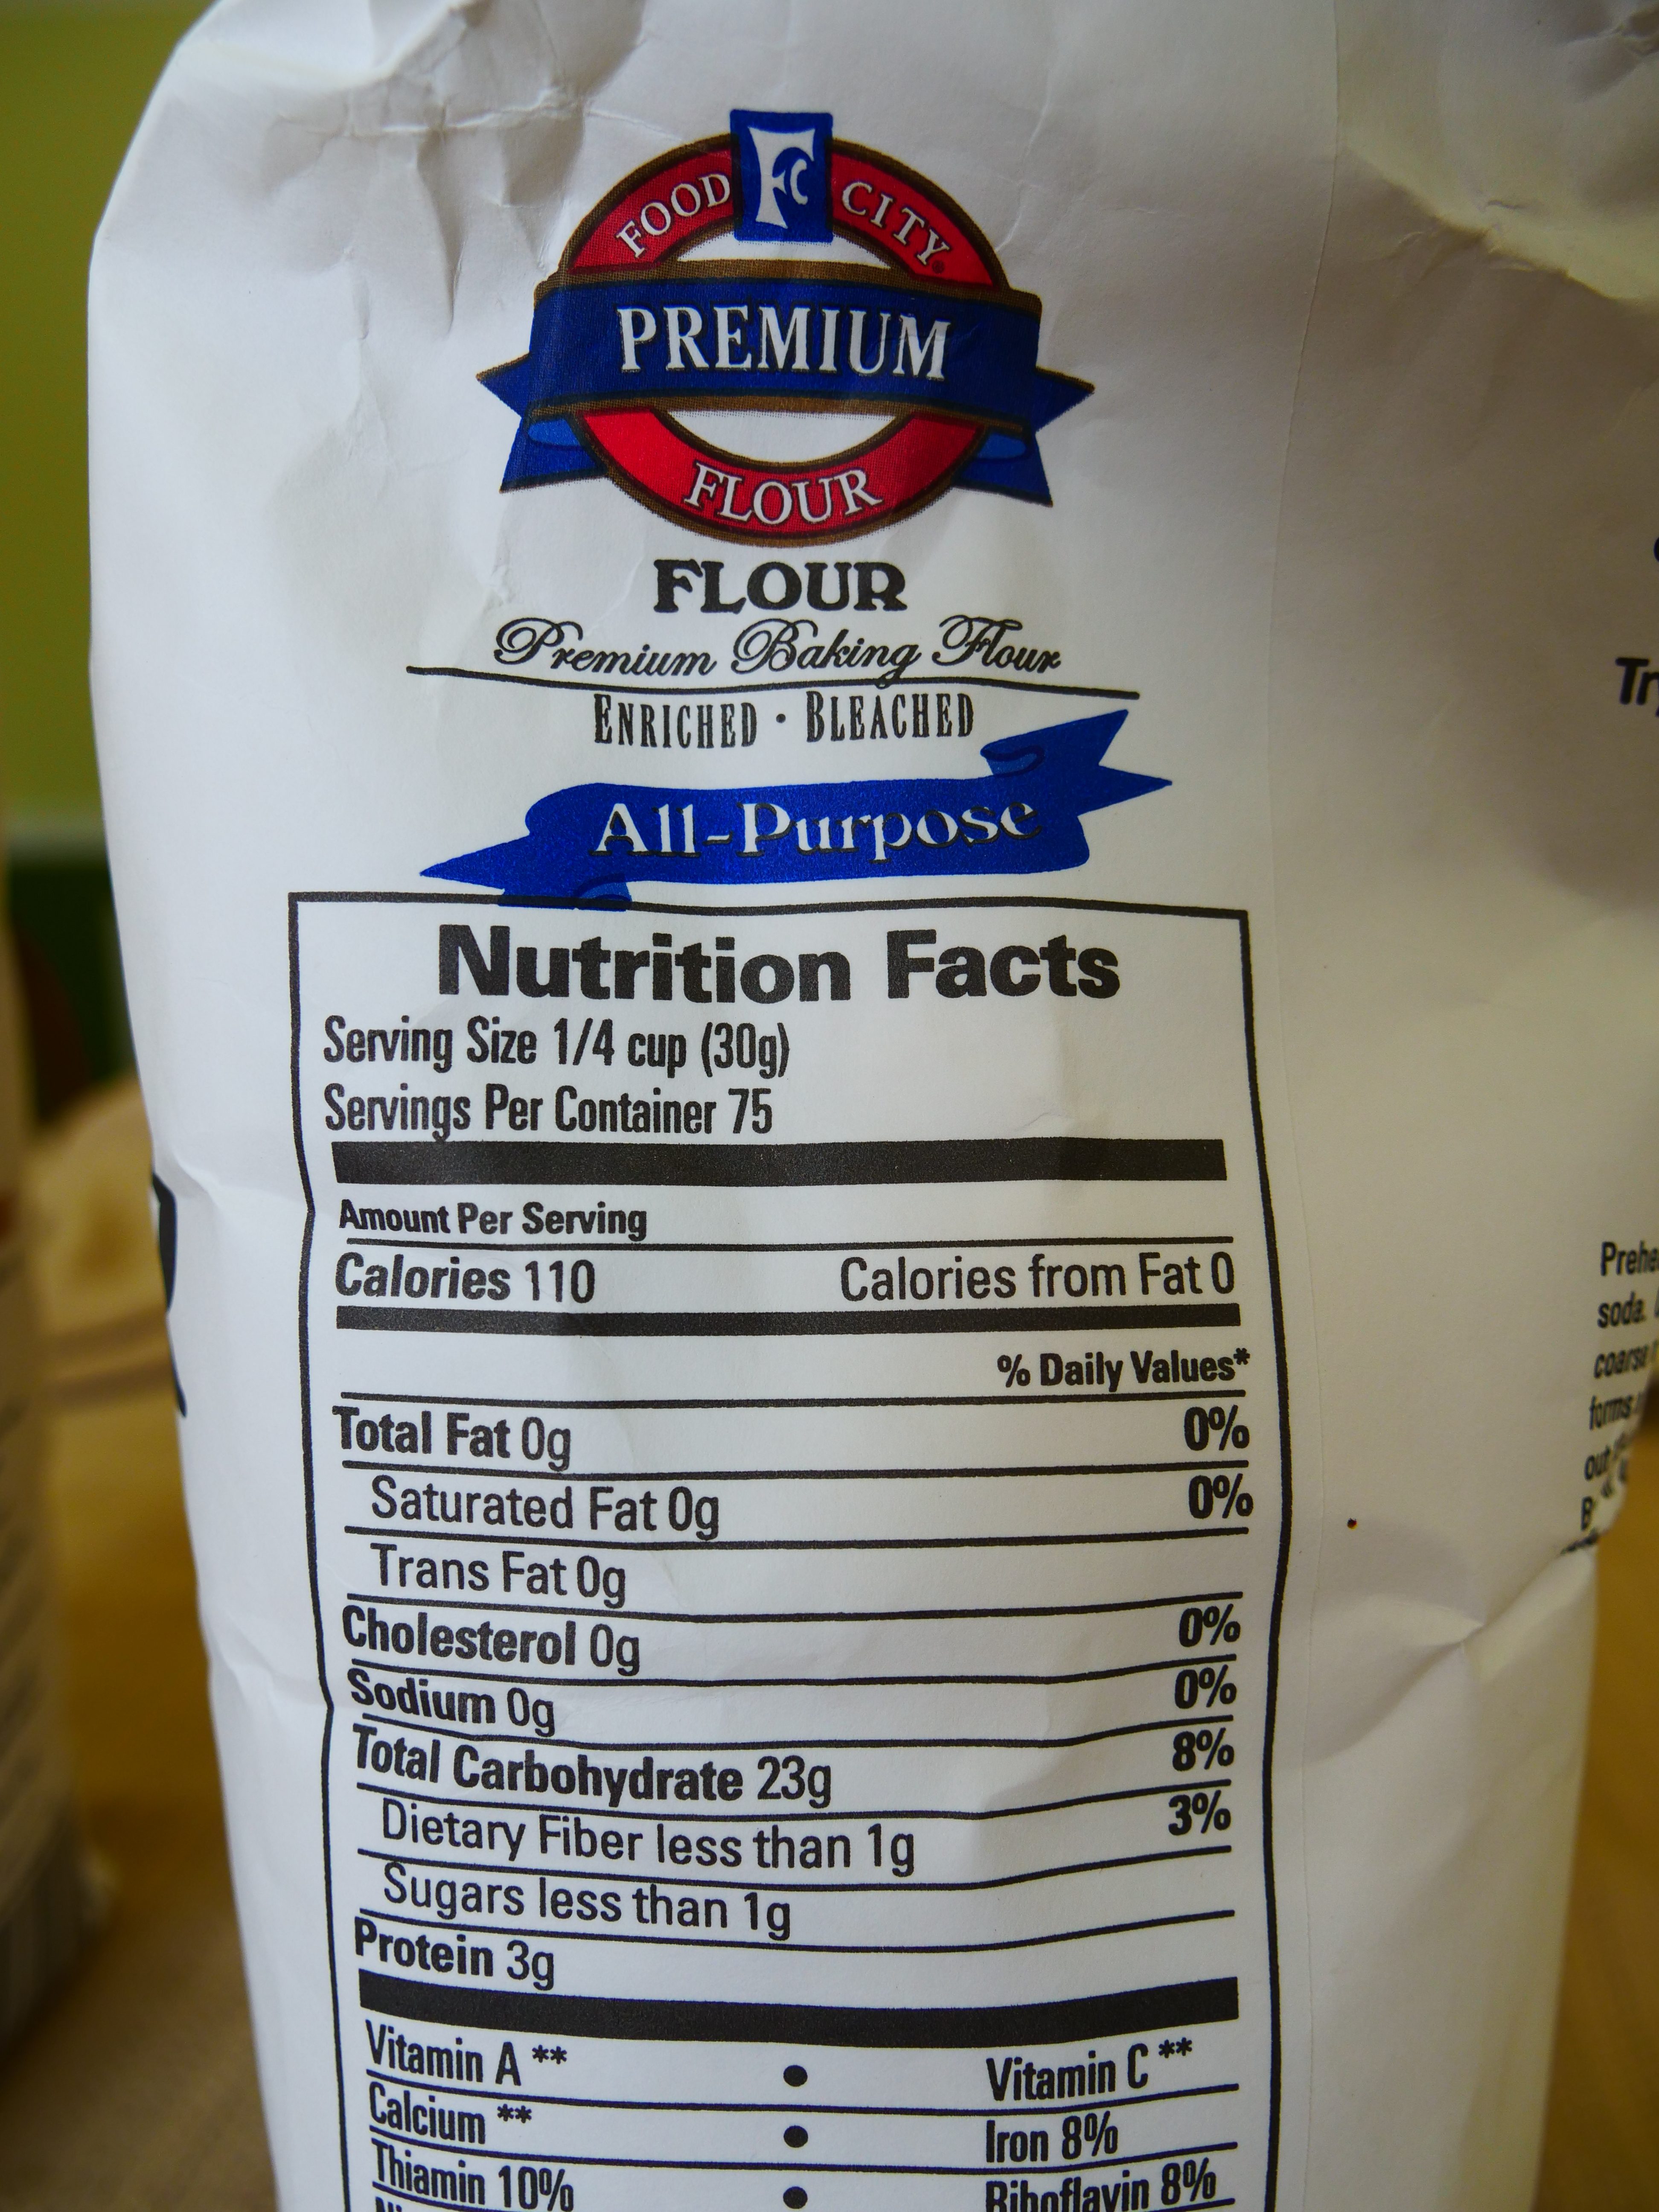 FOOD FC CITY®
PREMIUM
FLOUR
FLOUR
Premium Baking Flour
ENRICHED · BLEACHED
All-Purpose
Nutrition Facts
Serving Size 1/4 cup (30g)
Servings Per Container 75
Amount Per Serving
Calories 110 Calories from Fat 0
% Daily Values*
Total Fat 0g 0%
Saturated Fat 0g 0%
Trans Fat 0g
Cholesterol 0g 0%
Sodium 0g 0%
Total Carbohydrate 23g 8%
Dietary Fiber less than 1g 3%
Sugars less than 1g
Protein 3g
Vitamin A ** • Vitamin C **
Calcium ** • Iron 8%
Thiamin 10% • Riboflavin 8%
soda.